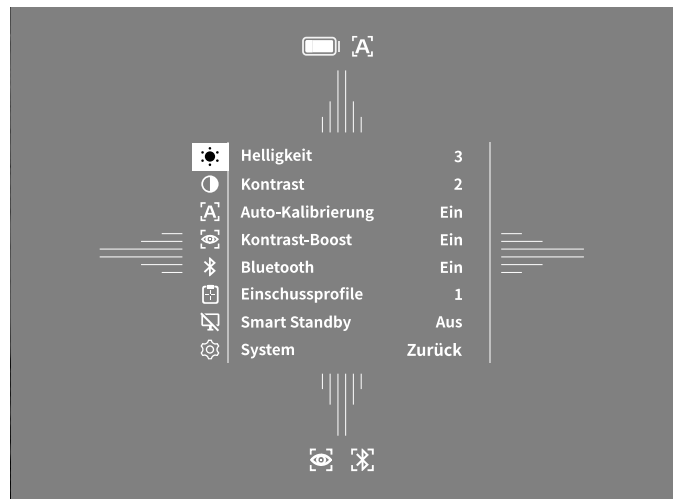 [A]
Helligkeit 3
Kontrast 2
[A] Auto-Kalibrierung Ein
Kontrast-Boost Ein
Bluetooth Ein
Einschussprofile 1
Smart Standby Aus
System Zurück